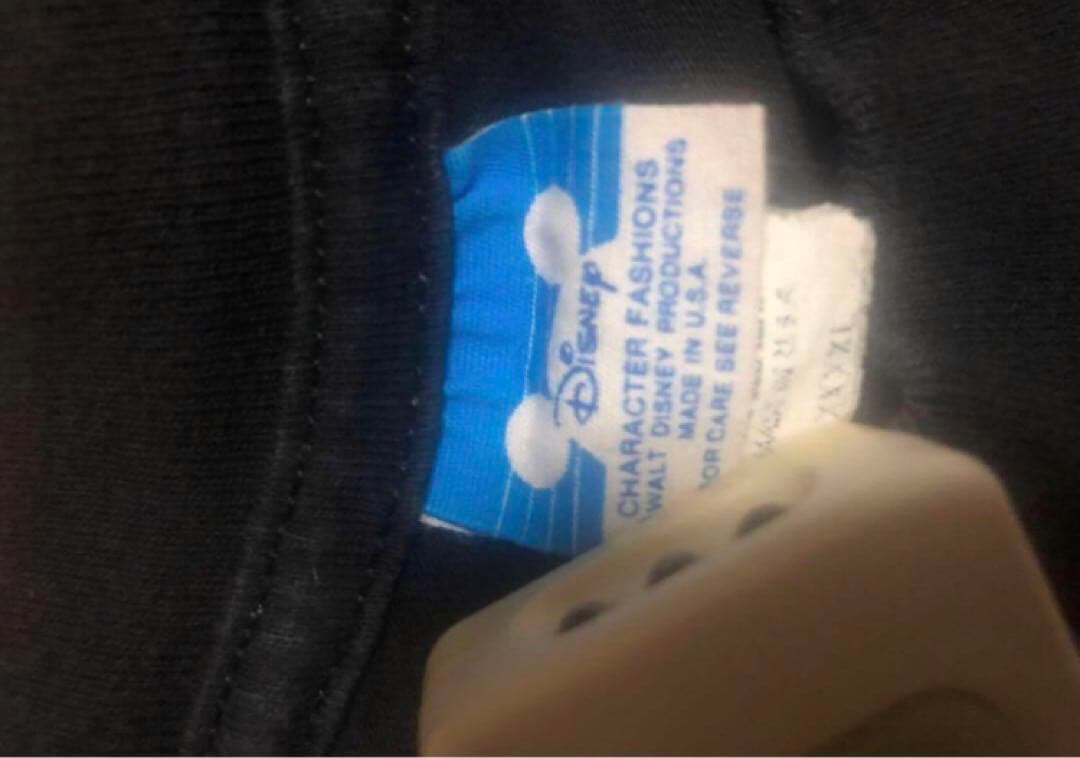 Disney
CHARACTER FASHIONS
WALT DISNEY PRODUCTIONS
MADE IN U.S.A.
FOR CARE SEE REVERSE